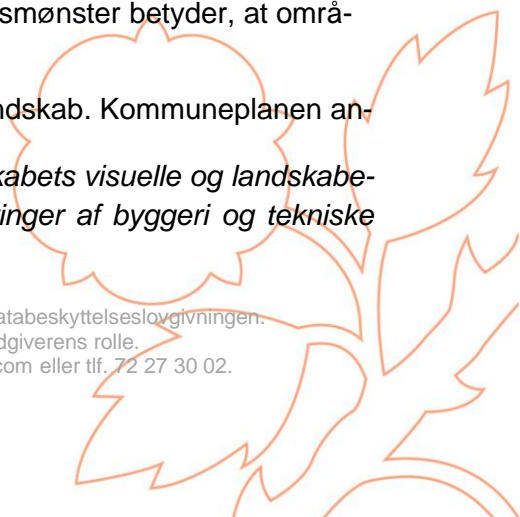 smønster betyder, at områ-
ndskab. Kommuneplanen an-
kabets visuelle og landskabe-
inger af byggeri og tekniske
atabeskyttelseslovgivningen.
dgiverens rolle.
com eller tlf. 72 27 30 02.